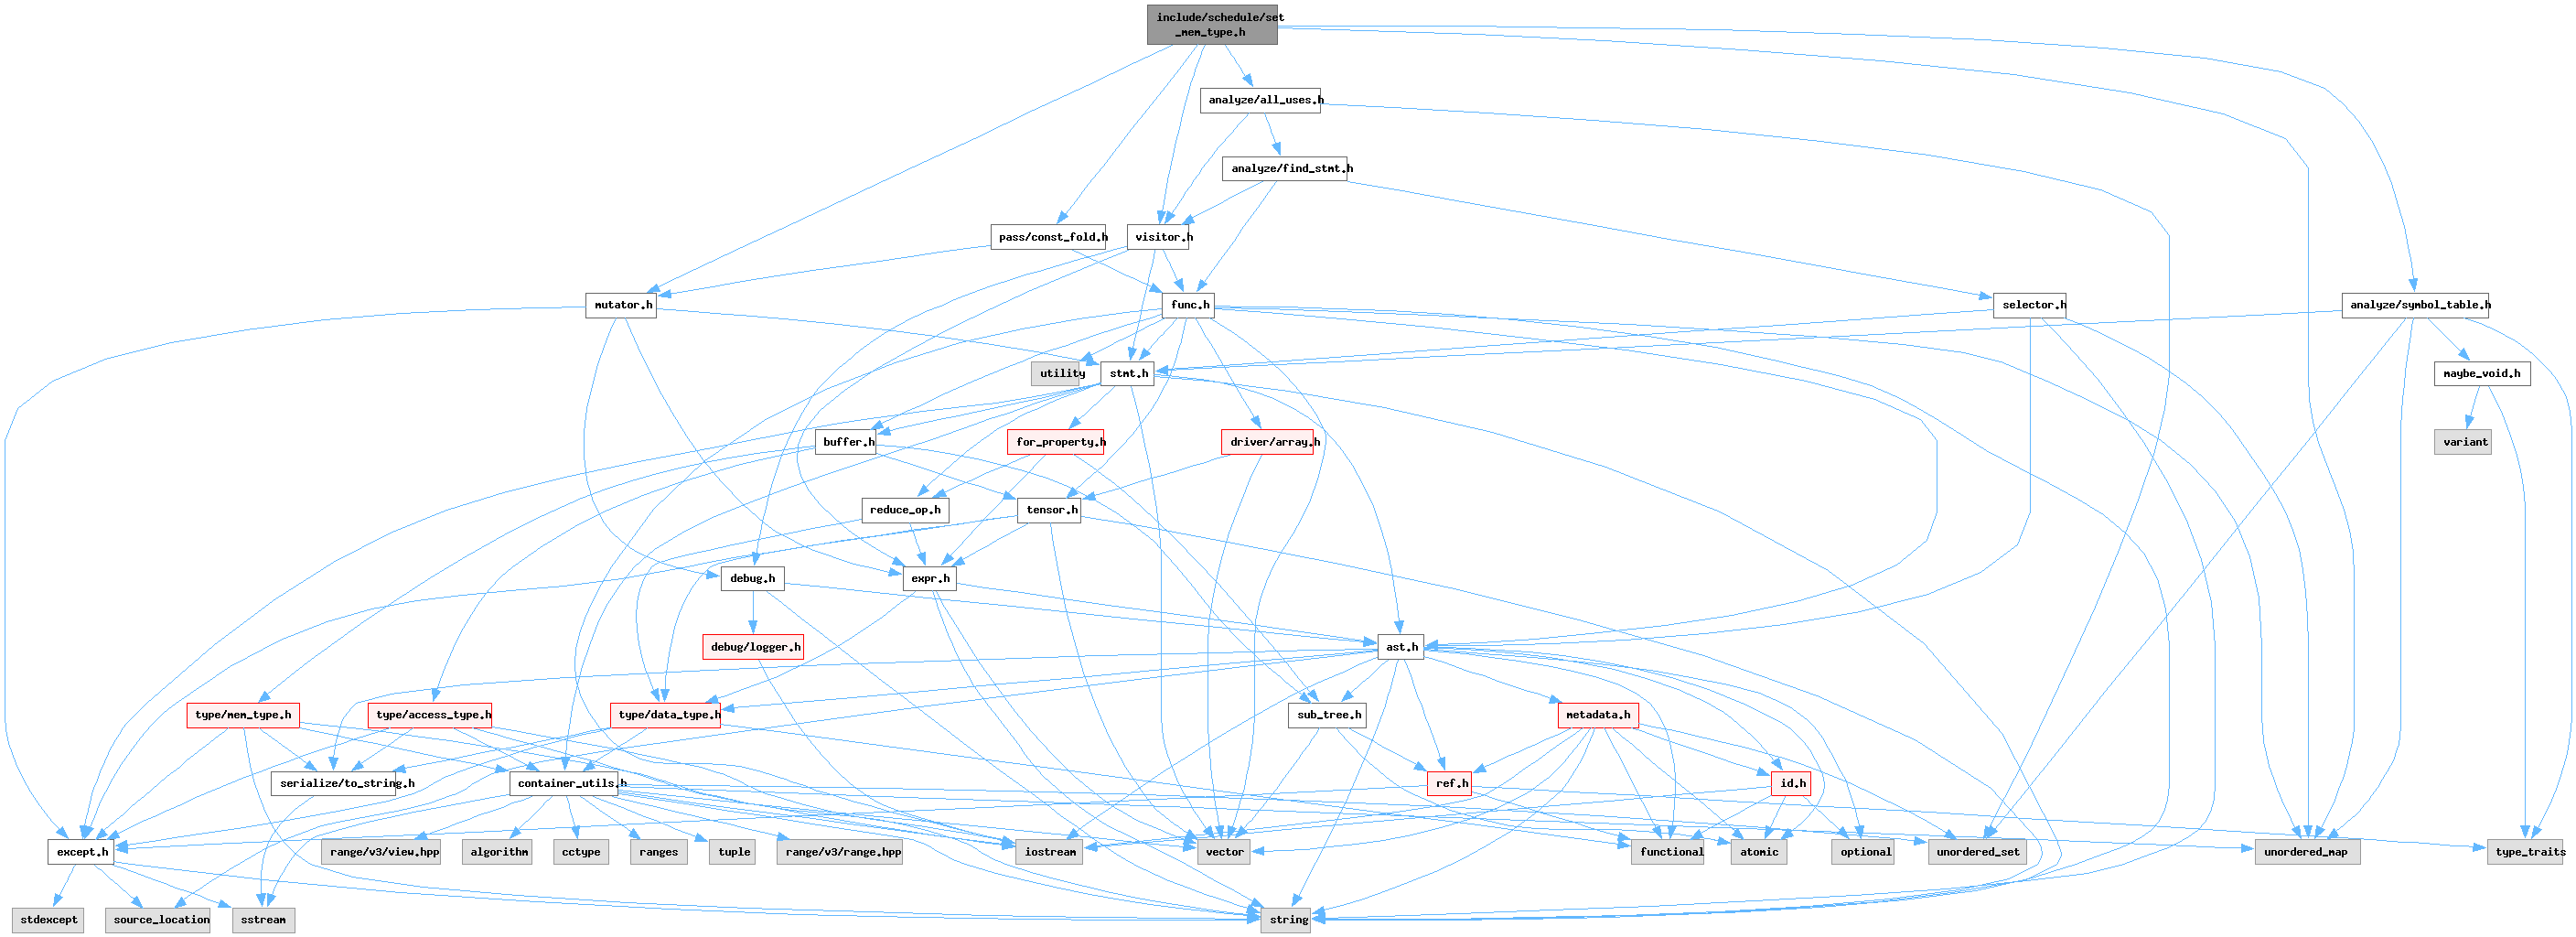 include/schedule/set
_mem_type.h
analyze/all_uses.h
analyze/find_stmt.h
pass/const_fold.h
visitor.h
mutator.h
func.h
selector.h
analyze/symbol_table.h
utility
stmt.h
maybe_void.h
buffer.h
for_property.h
driver/array.h
variant
reduce_op.h
tensor.h
debug.h
expr.h
debug/logger.h
ast.h
type/mem_type.h
type/access_type.h
type/data_type.h
sub_tree.h
metadata.h
serialize/to_string.h
container_utils.h
ref.h
id.h
except.h
range/v3/view.hpp
algorithm
cctype
ranges
tuple
range/v3/range.hpp
iostream
vector
functional
atomic
optional
unordered_set
unordered_map
type_traits
stdexcept
source_location
sstream
string